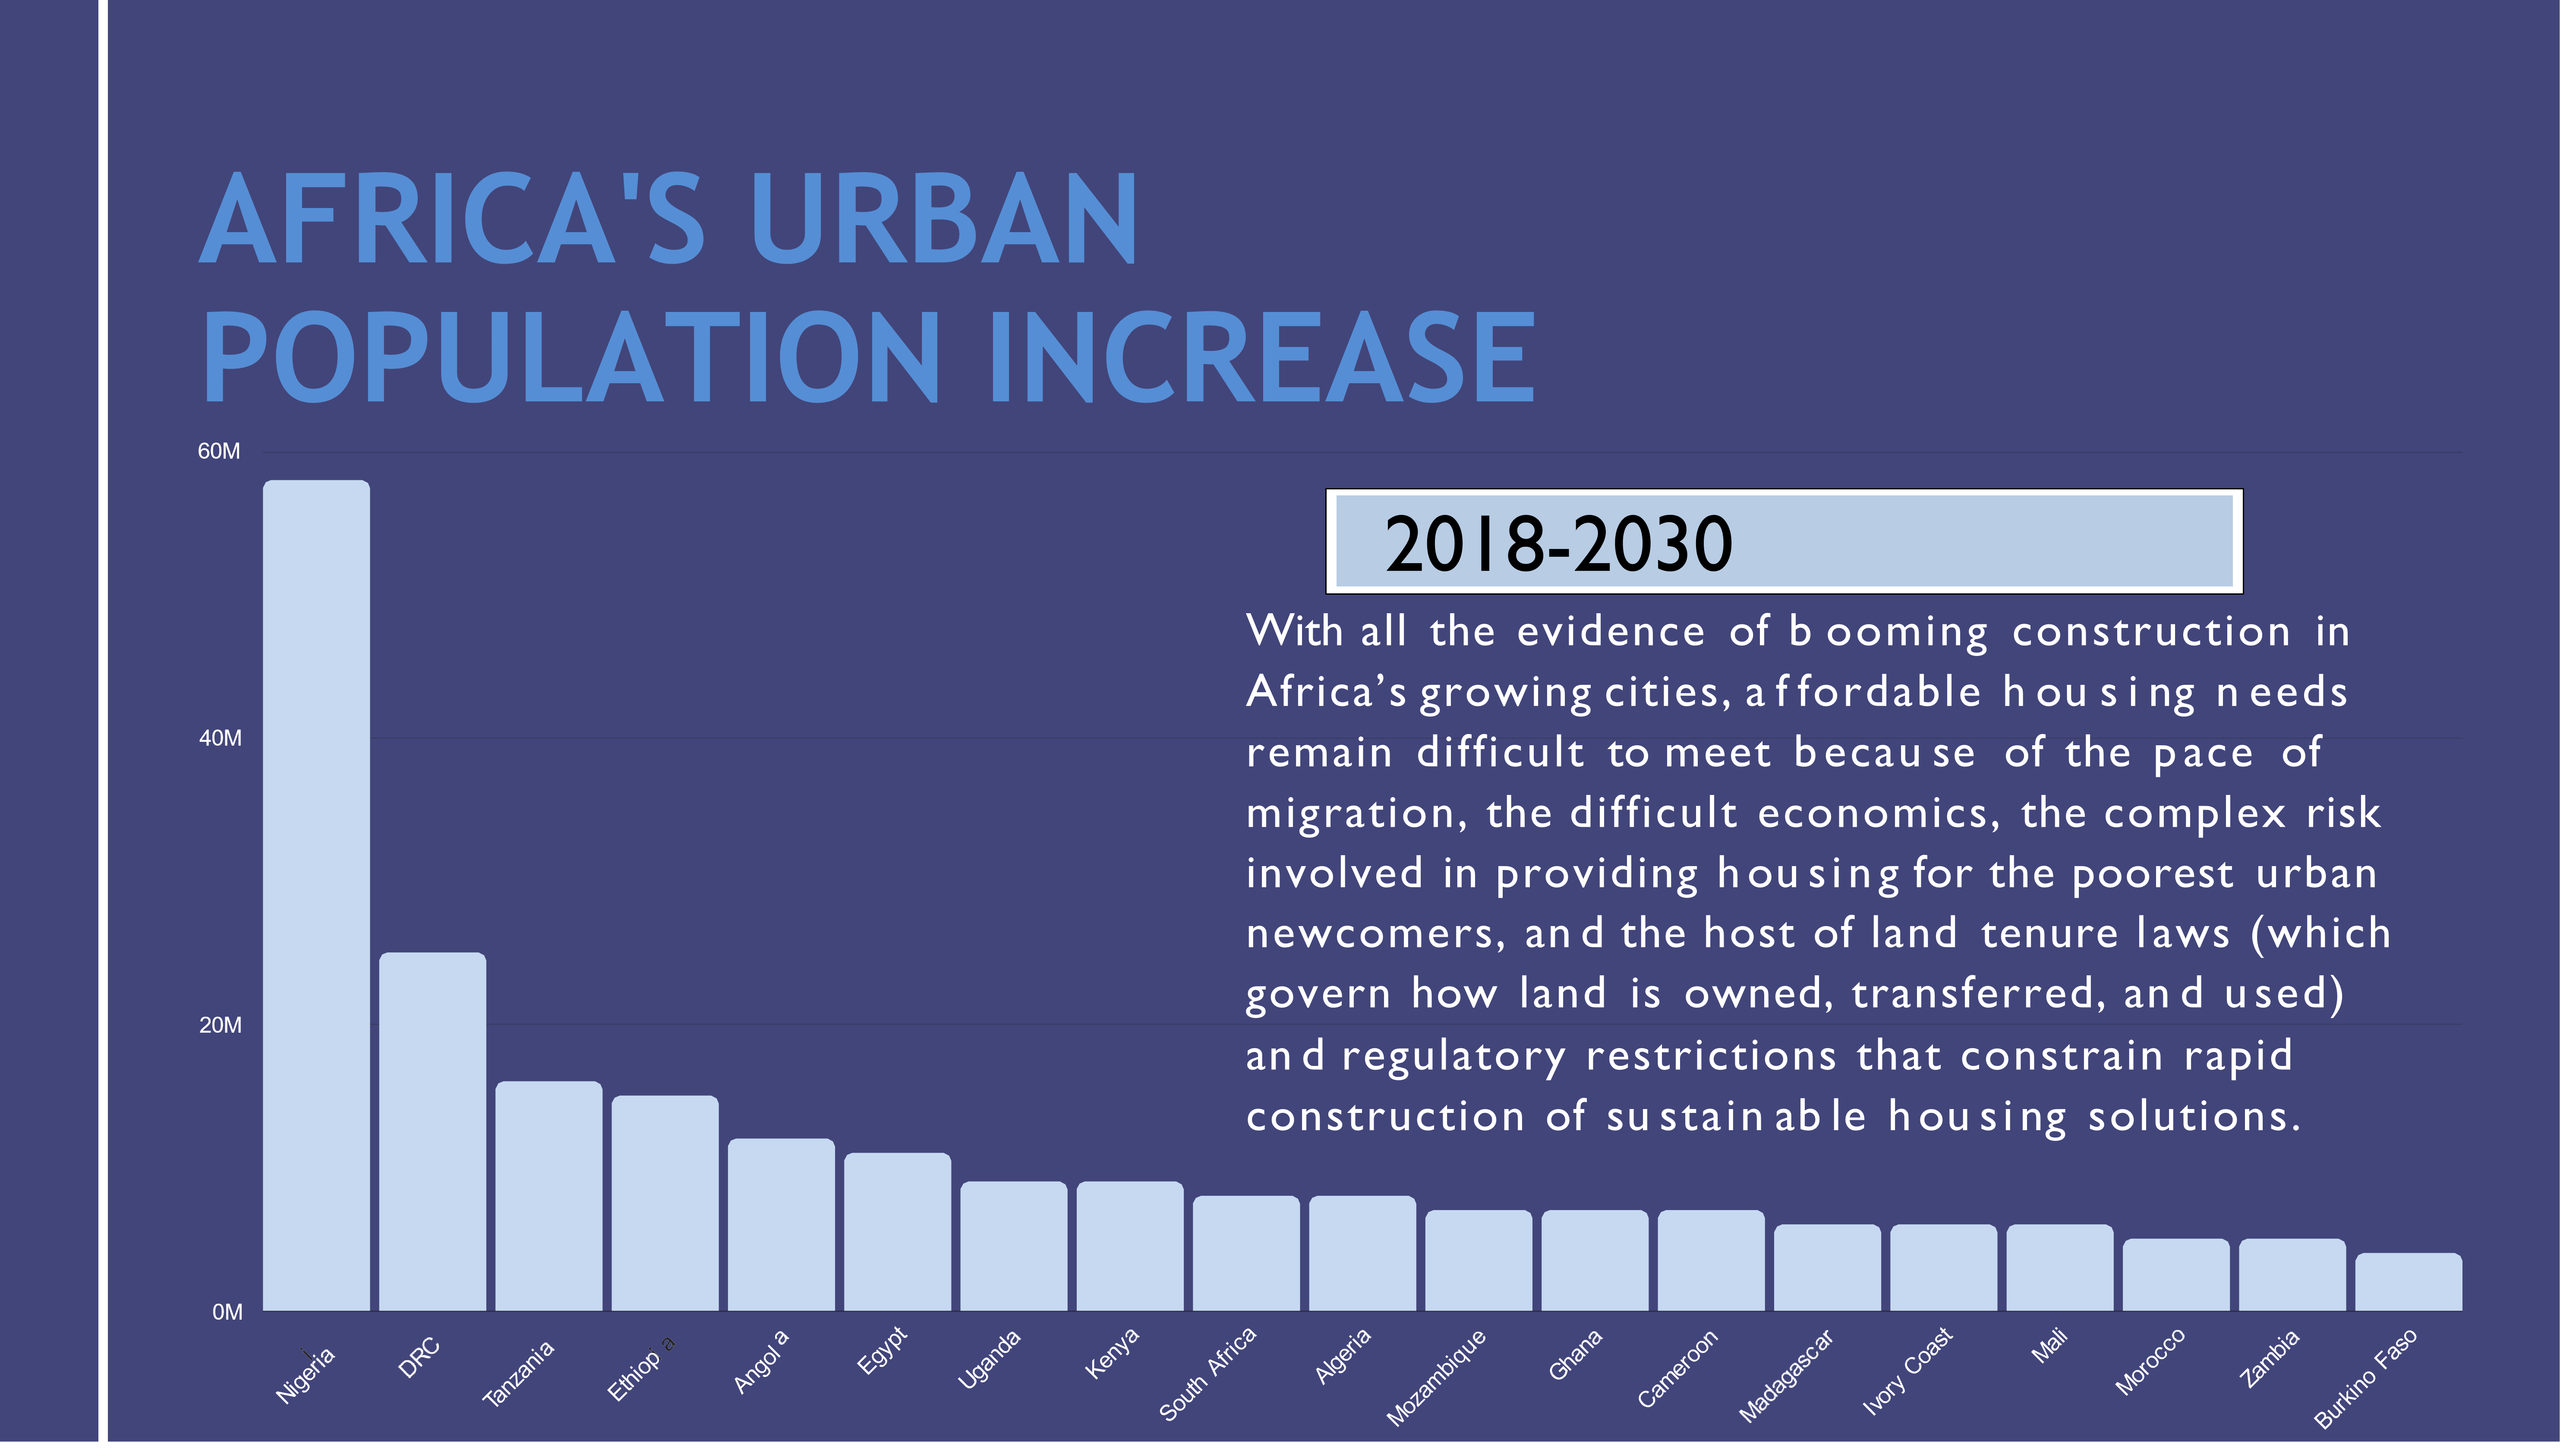 AFRICA'S URBAN
POPULATION INCREASE
60M
2018-2030
With all the evidence of booming construction in
Africa’s growing cities, affordable housing needs
40M
remain difficult to meet because of the pace of
migration, the difficult economics, the complex risk
involved in providing housing for the poorest urban
newcomers, and the host of land tenure laws (which
govern how land is owned, transferred, and used)
20M
and regulatory restrictions that constrain rapid
construction of sustainable housing solutions.
0M
Nigeria
DRC
Tanzania
Ethiopia
Angola
Egypt
Uganda
Kenya
South Africa
Algeria
Mozambique
Ghana
Cameroon
Madagascar
Ivory Coast
Mali
Morocco
Zambia
Burkino Faso